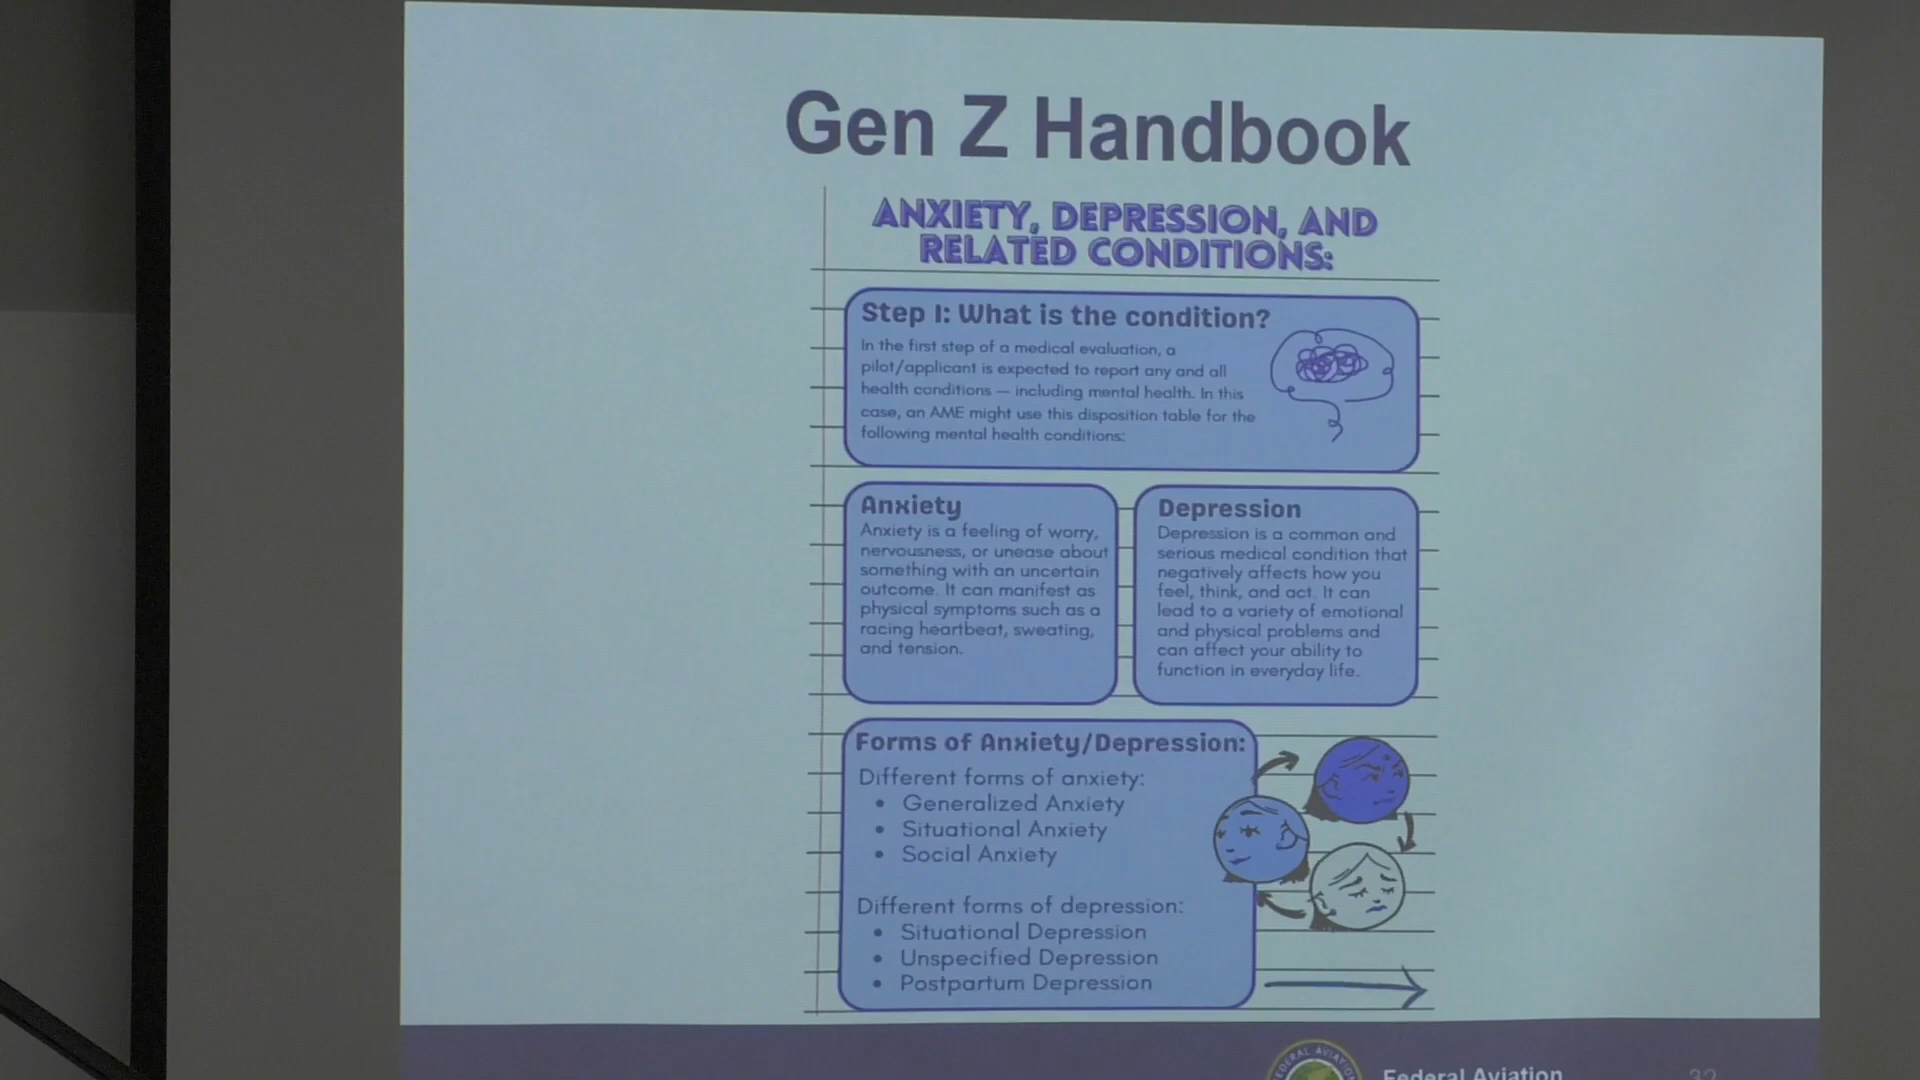 Gen Z Handbook
ANXIETY, DEPRESSION, AND
RELATED CONDITIONS:
Step 1: What is the condition?
In the first step of a medical evaluation, a
pilot/applicant is expected to report any and all
health conditions — including mental health. In this
case, an AME might use this disposition table for the
following mental health conditions:
Anxiety
Anxiety is a feeling of worry,
nervousness, or unease about
something with an uncertain
outcome. It can manifest as
physical symptoms such as a
racing heartbeat, sweating,
and tension.
Depression
Depression is a common and
serious medical condition that
negatively affects how you
feel, think, and act. It can
lead to a variety of emotional
and physical problems and
can affect your ability to
function in everyday life.
Forms of Anxiety/Depression:
Different forms of anxiety:
• Generalized Anxiety
• Situational Anxiety
• Social Anxiety
Different forms of depression:
• Situational Depression
• Unspecified Depression
• Postpartum Depression
Federal Aviation
32